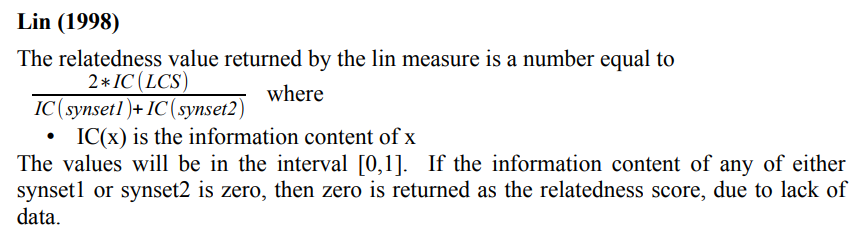 Lin (1998)
The relatedness value returned by the lin measure is a number equal to
2*IC(LCS)
IC(synset1)+IC(synset2) where
• IC(x) is the information content of x
The values will be in the interval [0,1]. If the information content of any of either
synset1 or synset2 is zero, then zero is returned as the relatedness score, due to lack of
data.